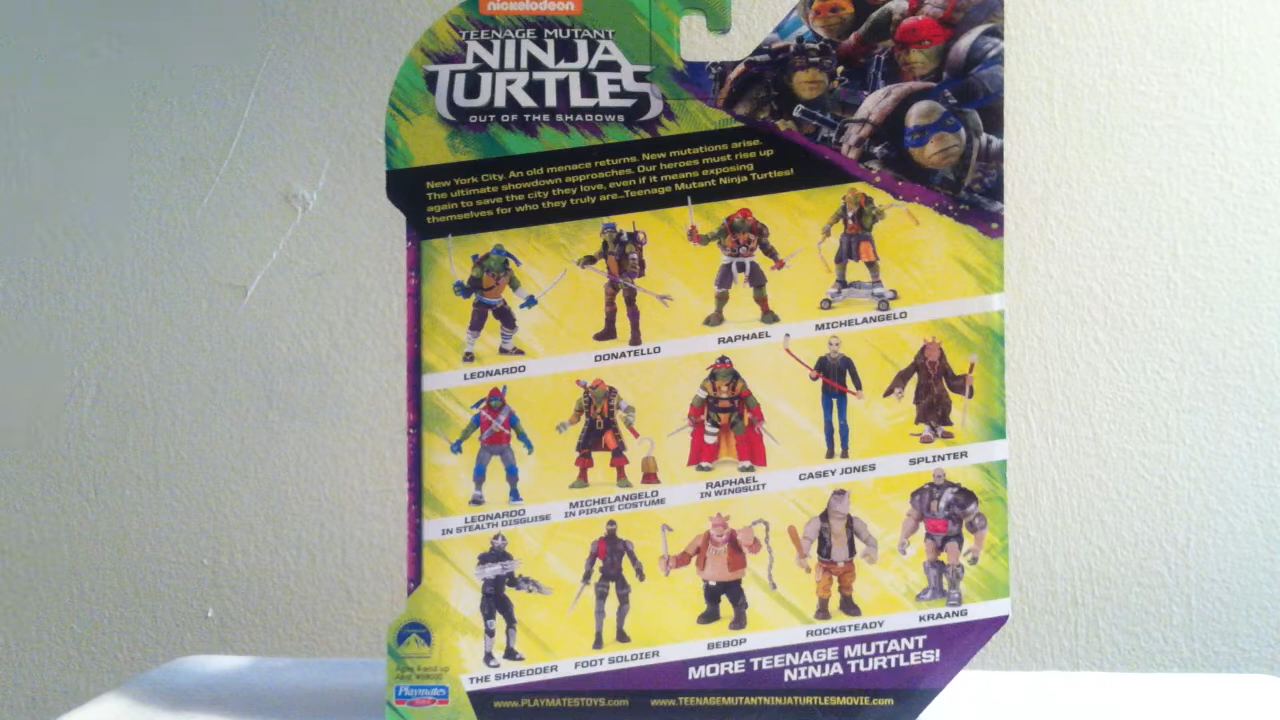 nickelodeon
TEENAGE MUTANT
NINJA
TURTLES
OUT OF THE SHADOWS
New York City. An old menace returns. New mutations arise.
The ultimate showdown approaches. Our heroes must rise up
again to save the city they love, even if it means exposing
themselves for who they truly are...Teenage Mutant Ninja Turtles!
LEONARDO
DONATELLO
RAPHAEL
MICHELANGELO
LEONARDO
IN STEALTH DISGUISE
MICHELANGELO
IN PIRATE COSTUME
RAPHAEL
IN WINGSUIT
CASEY JONES
SPLINTER
THE SHREDDER
FOOT SOLDIER
BEBOP
ROCKSTEADY
KRAANG
MORE TEENAGE MUTANT
NINJA TURTLES!
Ages 4 and up
Playmates
www.PLAYMATESTOYS.com
www.TEENAGEMUTANTNINJATURTLESMOVIE.com